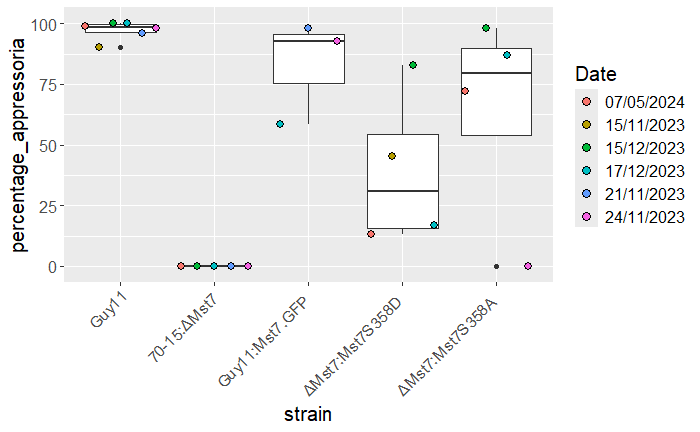 percentage_appressoria
100
75
50
25
0
Guy11
70-15:ΔMst7
Guy11:Mst7.GFP
ΔMst7:Mst7S358D
ΔMst7:Mst7S358A
strain
Date
07/05/2024
15/11/2023
15/12/2023
17/12/2023
21/11/2023
24/11/2023